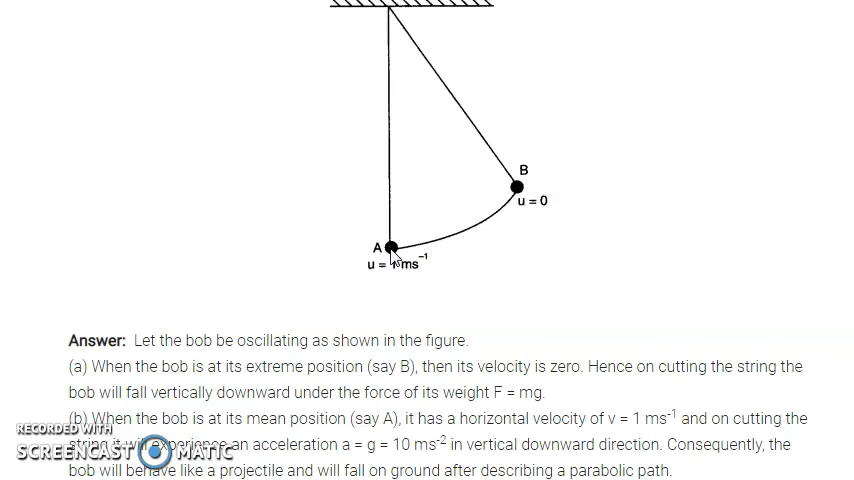 B
u = 0
A
u = ms⁻¹
Answer: Let the bob be oscillating as shown in the figure.
(a) When the bob is at its extreme position (say B), then its velocity is zero. Hence on cutting the string the
bob will fall vertically downward under the force of its weight F = mg.
(b) When the bob is at its mean position (say A), it has a horizontal velocity of v = 1 ms⁻¹ and on cutting the
string it will experience an acceleration a = g = 10 ms⁻² in vertical downward direction. Consequently, the
bob will behave like a projectile and will fall on ground after describing a parabolic path.
RECORDED WITH
SCREENCAST MATIC